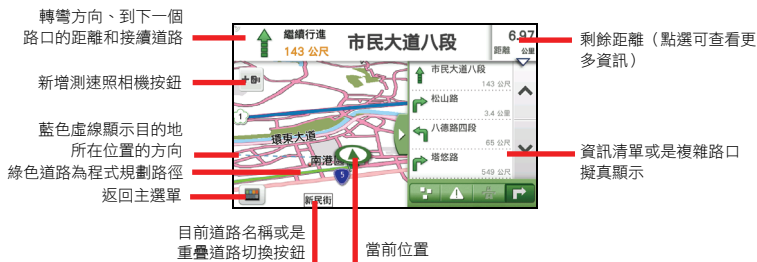 轉彎方向、到下一個
路口的距離和接續道路
新增測速照相機按鈕
藍色虛線顯示目的地
所在位置的方向
綠色道路為程式規劃路徑
返回主選單
目前道路名稱或是
重疊道路切換按鈕
當前位置
剩餘距離（點選可查看更
多資訊）
資訊清單或是複雜路口
擬真顯示
繼續行進
143 公尺
市民大道八段
6.97
距離 公里
市民大道八段
143 公尺
松山路
3.4 公里
八德路四段
65 公尺
塔悠路
549 公尺
1
環東大道
南港
5
新民街